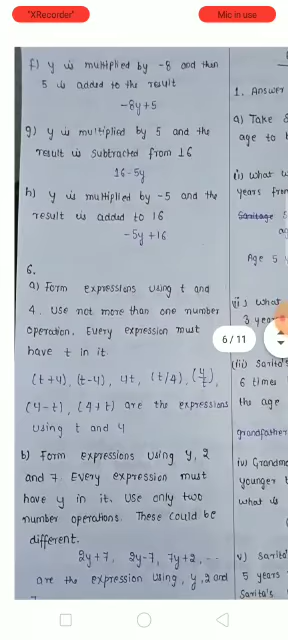 "XRecorder"
Mic in use
f) y is multiplied by -8 and then
5 is added to the result
-8y+5
g) y is multiplied by 5 and the
result is subtracted from 16
16-5y
h) y is multiplied by -5 and the
result is added to 16
-5y+16
6.
a) Form expressions using t and
4. Use not more than one number
operation. Every expression must
have t in it.
(t+4), (t-4), 4t, (t/4), (4/t),
(4-t), (4+t) are the expressions
using t and 4
b) Form expressions using y, 2
and 7. Every expression must
have y in it. Use only two
number operations. These could be
different.
2y+7, 2y-7, 7y+2, ...
are the expression using, y, 2 and
7
1. Answer
a) Take
age to
i) what
years from
Age 5
ii) what
3 years
6/11
(iii) Sarita's
6 times
the age
grandfather
iv) Grandmo
younger
what is
v) Sarita'
5 years
Sarita's